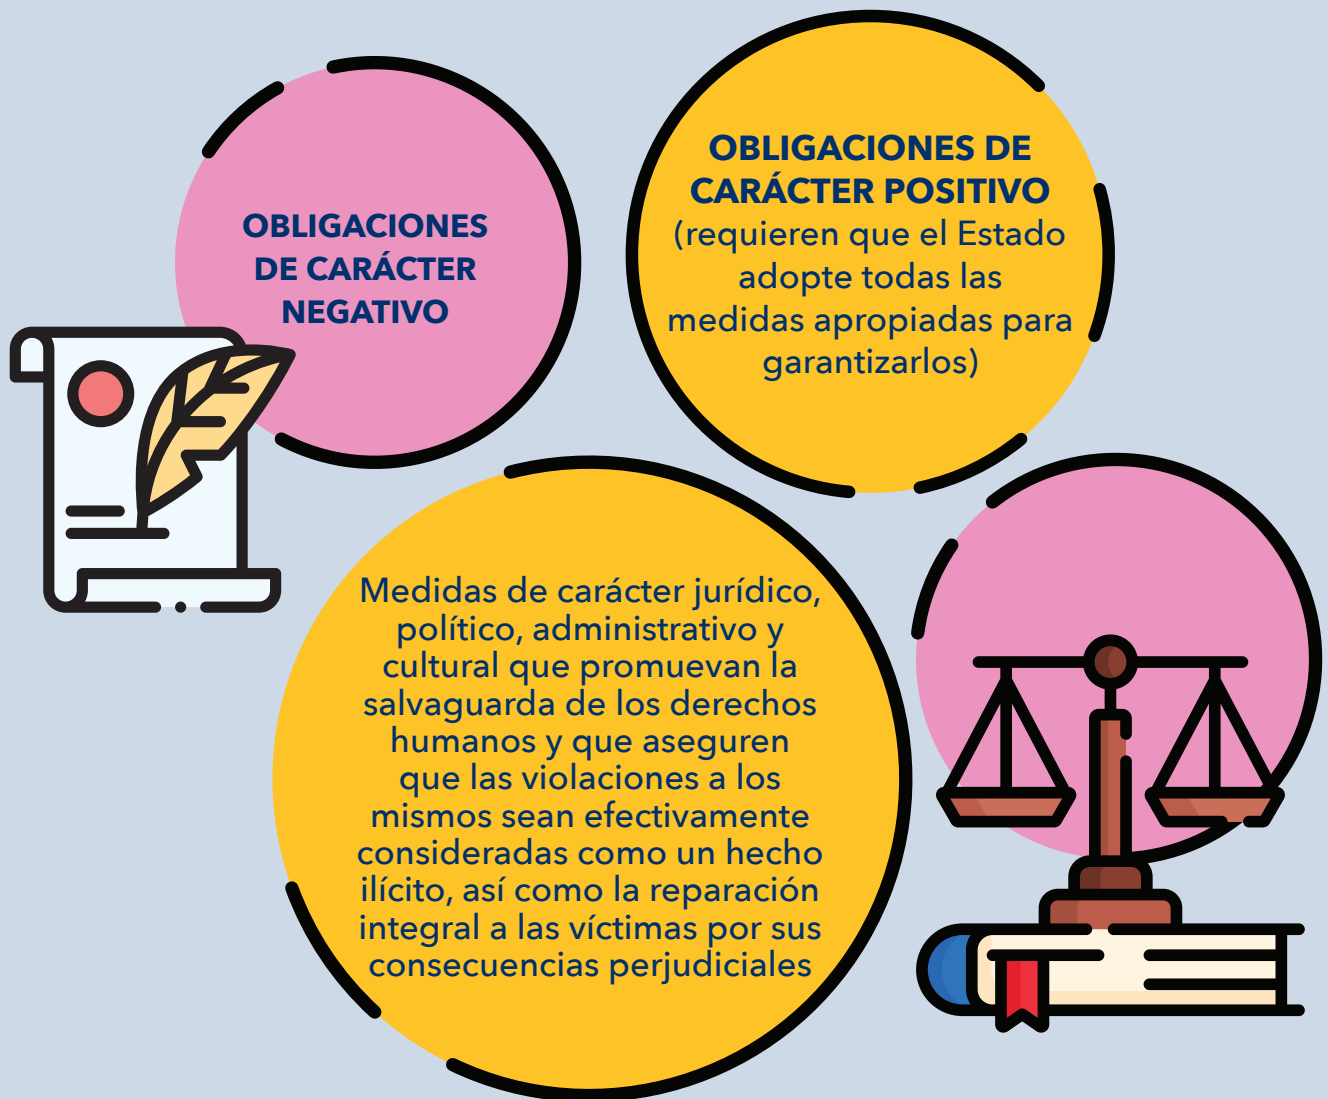 OBLIGACIONES
DE CARÁCTER
NEGATIVO
OBLIGACIONES DE
CARÁCTER POSITIVO
(requieren que el Estado
adopte todas las
medidas apropiadas para
garantizarlos)
Medidas de carácter jurídico,
político, administrativo y
cultural que promuevan la
salvaguarda de los derechos
humanos y que aseguren
que las violaciones a los
mismos sean efectivamente
consideradas como un hecho
ilícito, así como la reparación
integral a las víctimas por sus
consecuencias perjudiciales